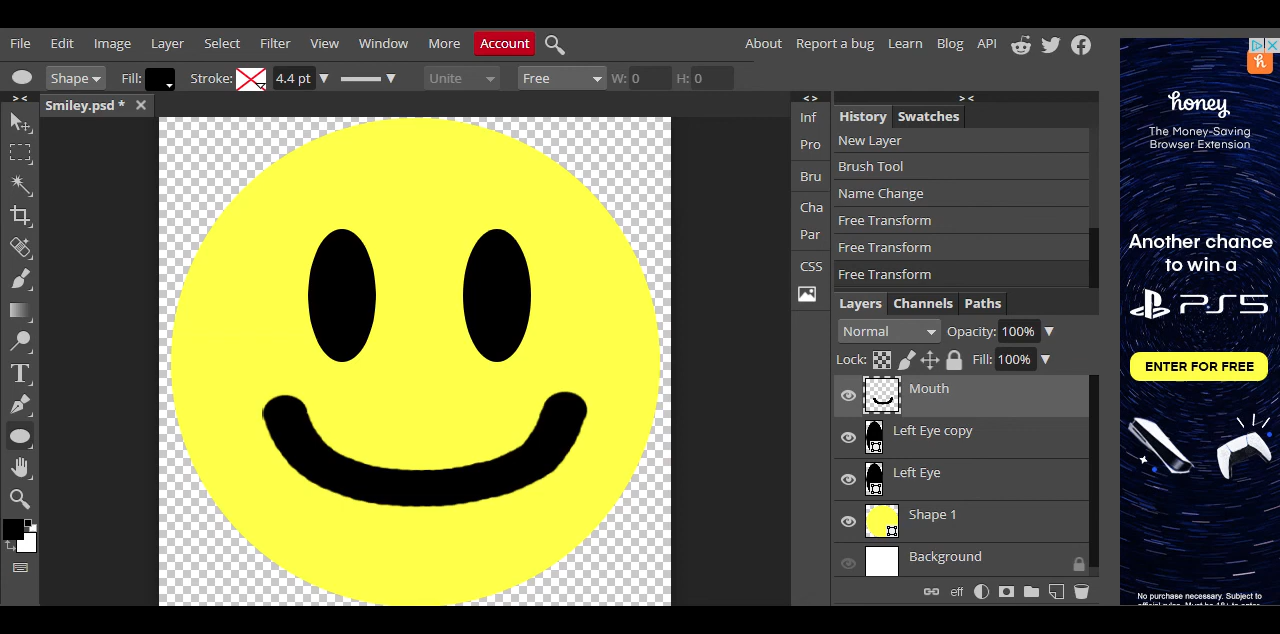 File Edit Image Layer Select Filter View Window More Account About Report a bug Learn Blog API
Shape Fill: Stroke: 4.4 pt Unite Free W: 0 H: 0
> < < > > <
Smiley.psd *
Inf
Pro
Bru
Cha
Par
CSS
History Swatches
New Layer
Brush Tool
Name Change
Free Transform
Free Transform
Free Transform
Layers Channels Paths
Normal Opacity: 100%
Lock: Fill: 100%
Mouth
Left Eye copy
Left Eye
Shape 1
Background
eff
honey
The Money-Saving
Browser Extension
Another chance
to win a
PS5
ENTER FOR FREE
No purchase necessary. Subject to